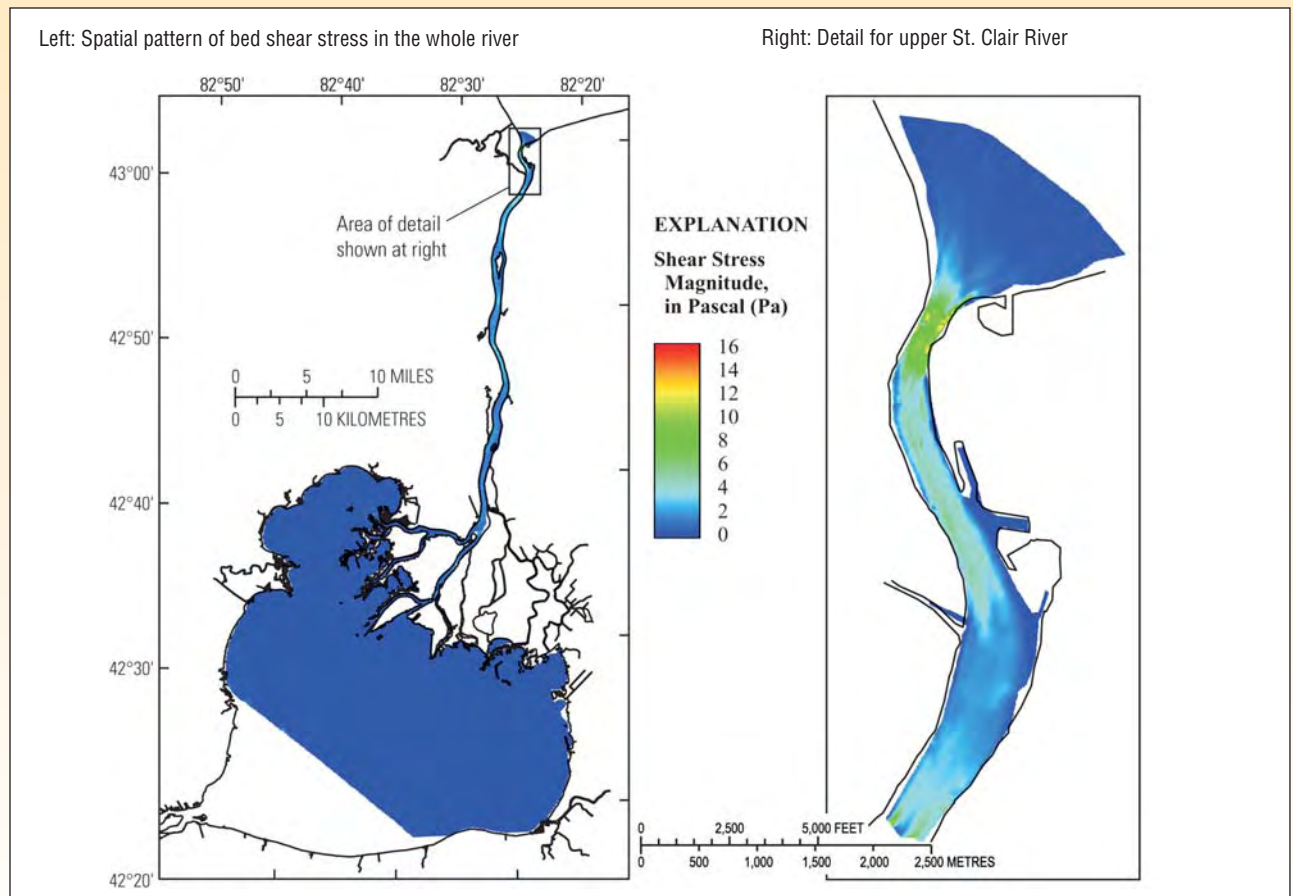 Left: Spatial pattern of bed shear stress in the whole river
Right: Detail for upper St. Clair River
82°50' 82°40' 82°30' 82°20'
43°00'
42°50'
42°40'
42°30'
42°20'
Area of detail
shown at right
0 5 10 MILES
0 5 10 KILOMETRES
EXPLANATION
Shear Stress
Magnitude,
in Pascal (Pa)
16
14
12
10
8
6
4
2
0
0 2,500 5,000 FEET
0 500 1,000 1,500 2,000 2,500 METRES